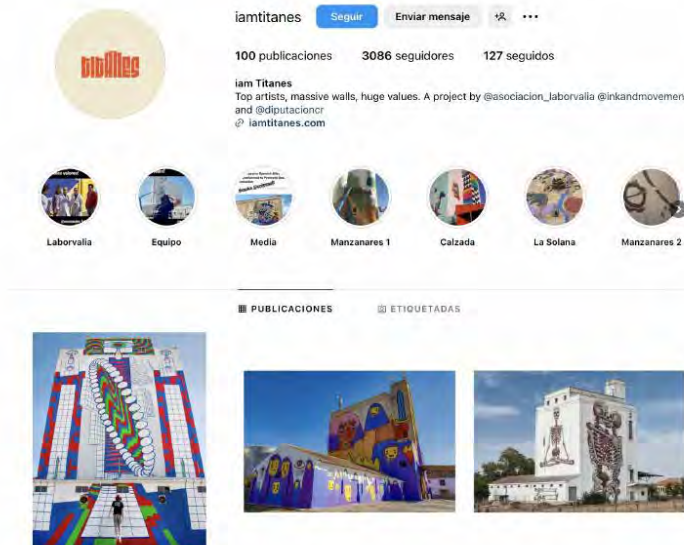 iamtitanes Seguir Enviar mensaje
100 publicaciones 3086 seguidores 127 seguidos
titanes
iam Titanes
Top artists, massive walls, huge values. A project by @asociacion_laborvalia @inkandmovemen
and @diputacioncr
iamtitanes.com
Laborvalia Equipo Media Manzanares 1 Calzada La Solana Manzanares 2
PUBLICACIONES ETIQUETADAS